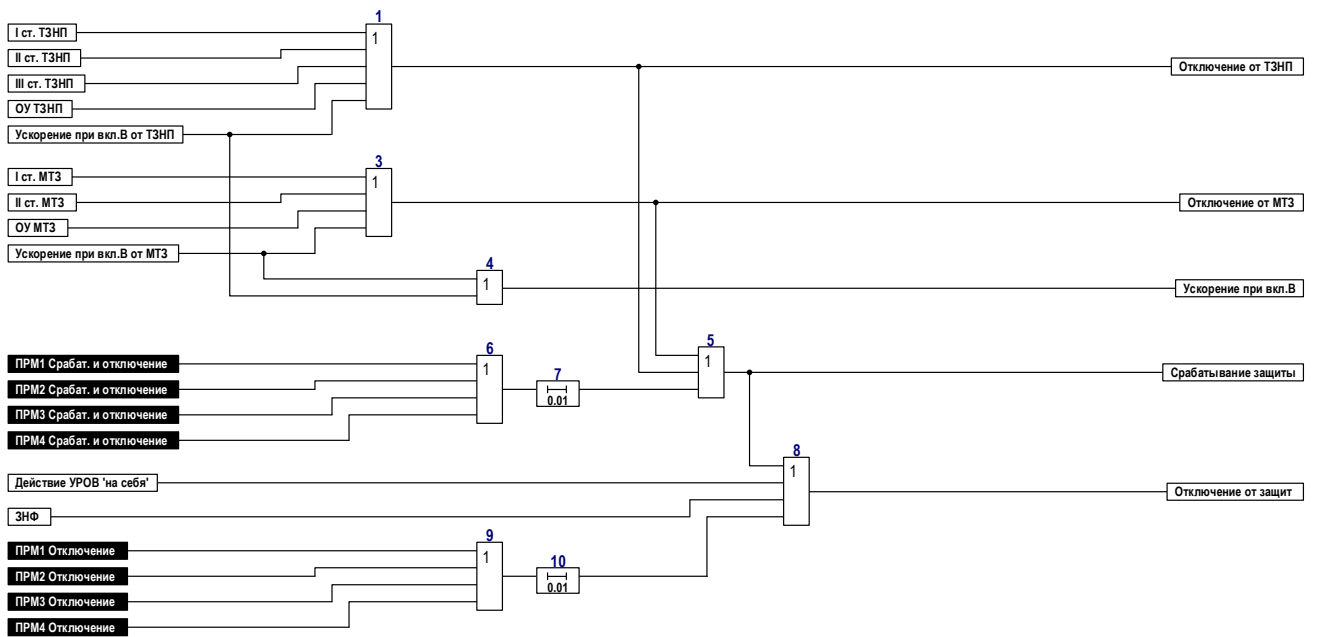 1
I ст. ТЗНП
1
II ст. ТЗНП
III ст. ТЗНП
Отключение от ТЗНП
ОУ ТЗНП
Ускорение при вкл.В от ТЗНП
3
I ст. МТЗ
1
II ст. МТЗ
Отключение от МТЗ
ОУ МТЗ
Ускорение при вкл.В от МТЗ
4
1
Ускорение при вкл.В
5
6
1
ПРМ1 Срабат. и отключение
1
7
Срабатывание защиты
ПРМ2 Срабат. и отключение
0.01
ПРМ3 Срабат. и отключение
ПРМ4 Срабат. и отключение
8
1
Действие УРОВ 'на себя'
Отключение от защит
ЗНФ
9
ПРМ1 Отключение
1
10
ПРМ2 Отключение
0.01
ПРМ3 Отключение
ПРМ4 Отключение